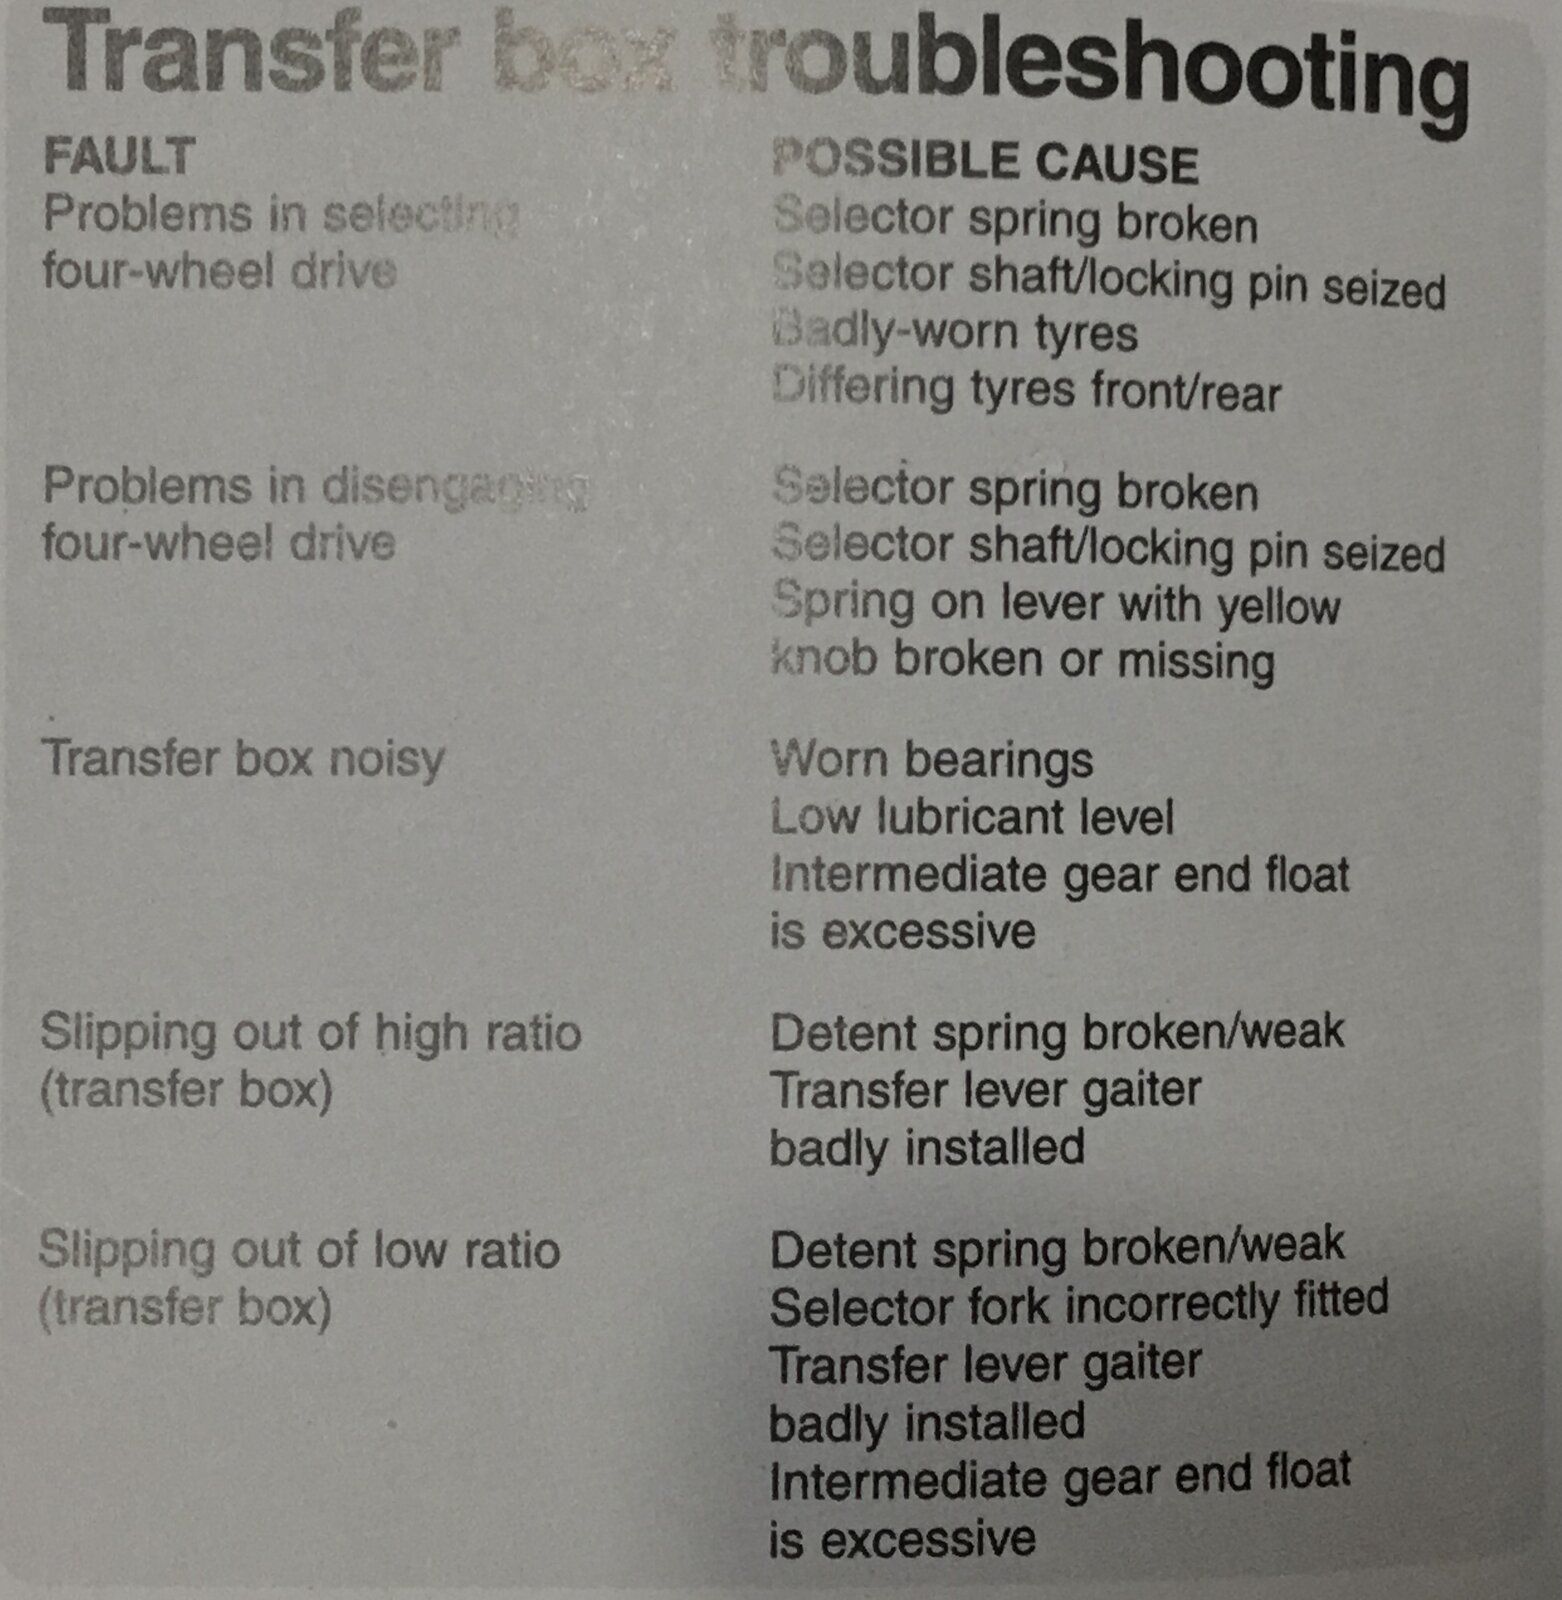 Transfer box troubleshooting
FAULT
Problems in selecting
four-wheel drive
POSSIBLE CAUSE
Selector spring broken
Selector shaft/locking pin seized
Badly-worn tyres
Differing tyres front/rear
Problems in disengaging
four-wheel drive
Selector spring broken
Selector shaft/locking pin seized
Spring on lever with yellow
knob broken or missing
Transfer box noisy
Worn bearings
Low lubricant level
Intermediate gear end float
is excessive
Slipping out of high ratio
(transfer box)
Detent spring broken/weak
Transfer lever gaiter
badly installed
Slipping out of low ratio
(transfer box)
Detent spring broken/weak
Selector fork incorrectly fitted
Transfer lever gaiter
badly installed
Intermediate gear end float
is excessive